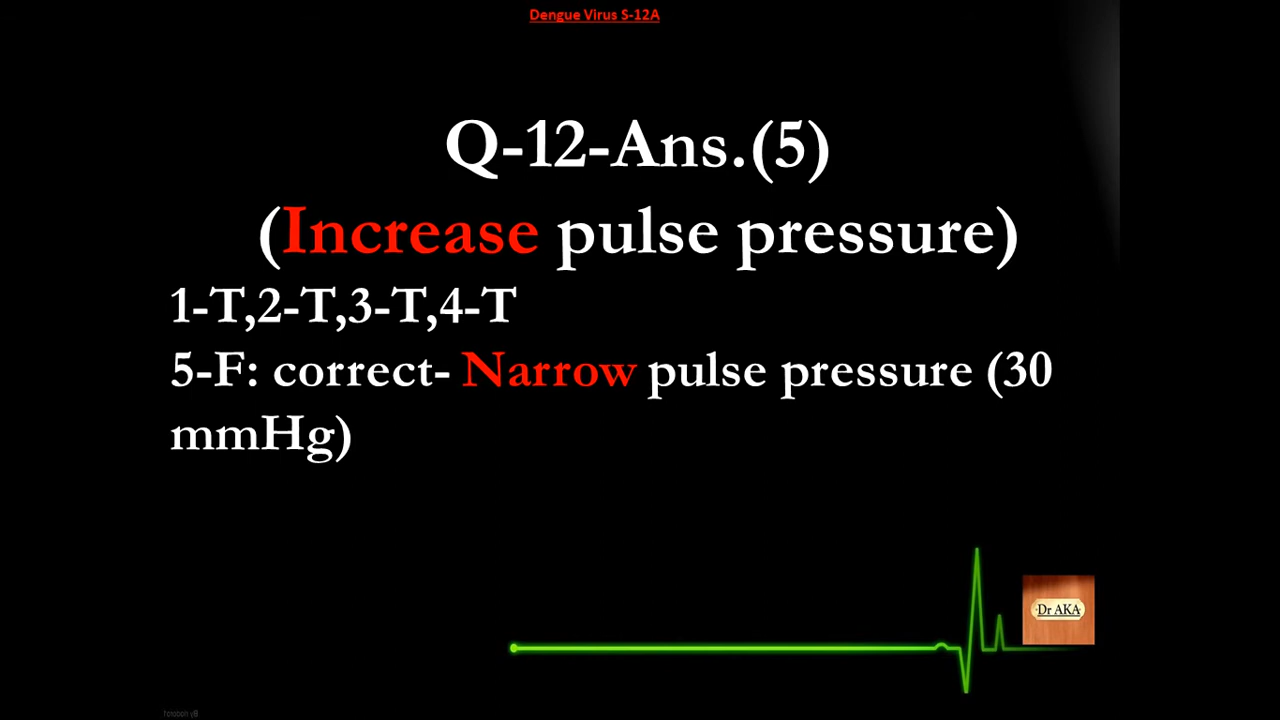 Dengue Virus S-12A
Q-12-Ans.(5)
(Increase pulse pressure)
1-T,2-T,3-T,4-T
5-F: correct- Narrow pulse pressure (30
mmHg)
Dr AKA